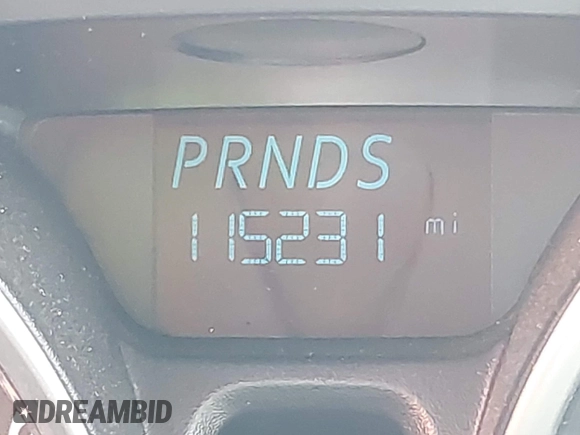 PRNDS
115231 mi
DREAMBID